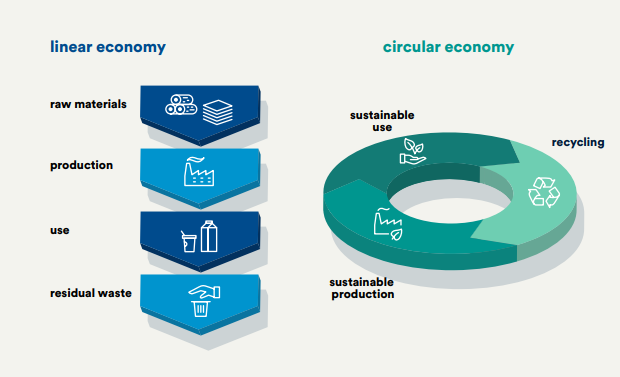 linear economy
circular economy
raw materials
production
use
residual waste
sustainable
use
recycling
sustainable
production